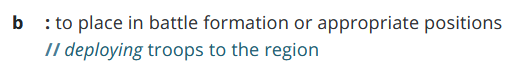 b : to place in battle formation or appropriate positions
// deploying troops to the region